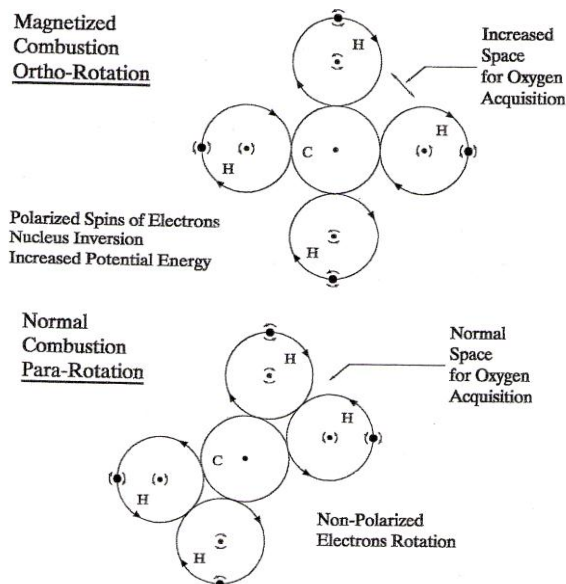 Magnetized
Combustion
Ortho-Rotation
H
Increased
Space
for Oxygen
Acquisition
H
C
H
H
Polarized Spins of Electrons
Nucleus Inversion
Increased Potential Energy
Normal
Combustion
Para-Rotation
H
Normal
Space
for Oxygen
Acquisition
H
C
H
H
Non-Polarized
Electrons Rotation